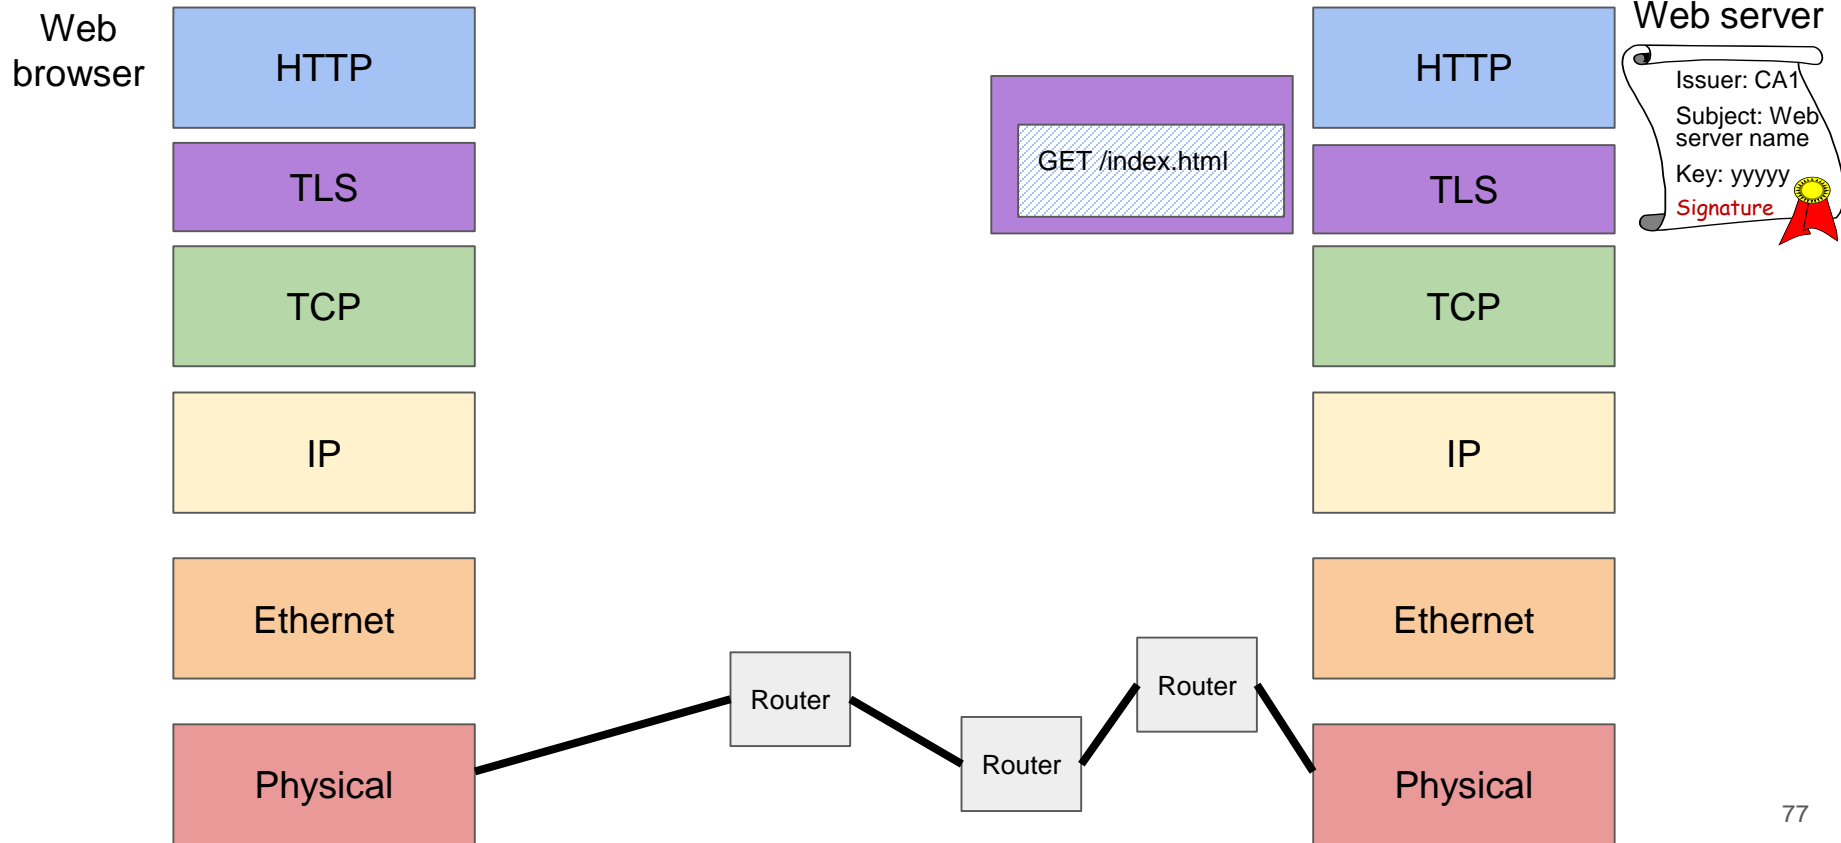 Web
browser
HTTP
TLS
TCP
IP
Ethernet
Physical
Router
Router
Router
GET /index.html
HTTP
TLS
TCP
IP
Ethernet
Physical
Web server
Issuer: CA1
Subject: Web
server name
Key: yyyyy
Signature
77